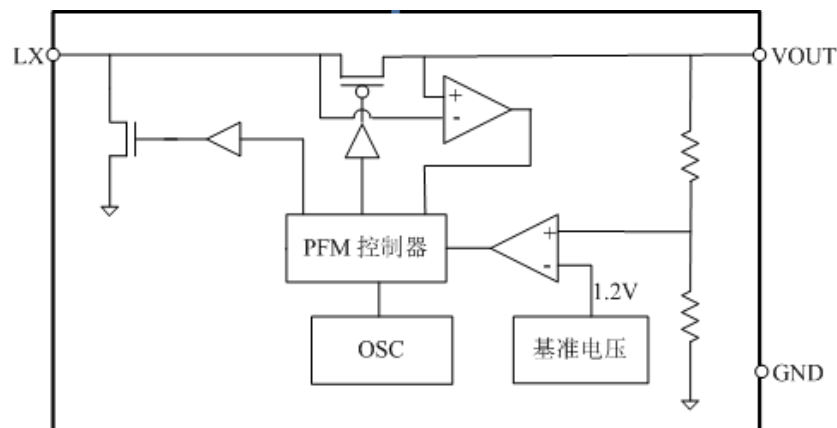 LX
VOUT
+
-
PFM 控制器
+
-
1.2V
OSC
基准电压
GND